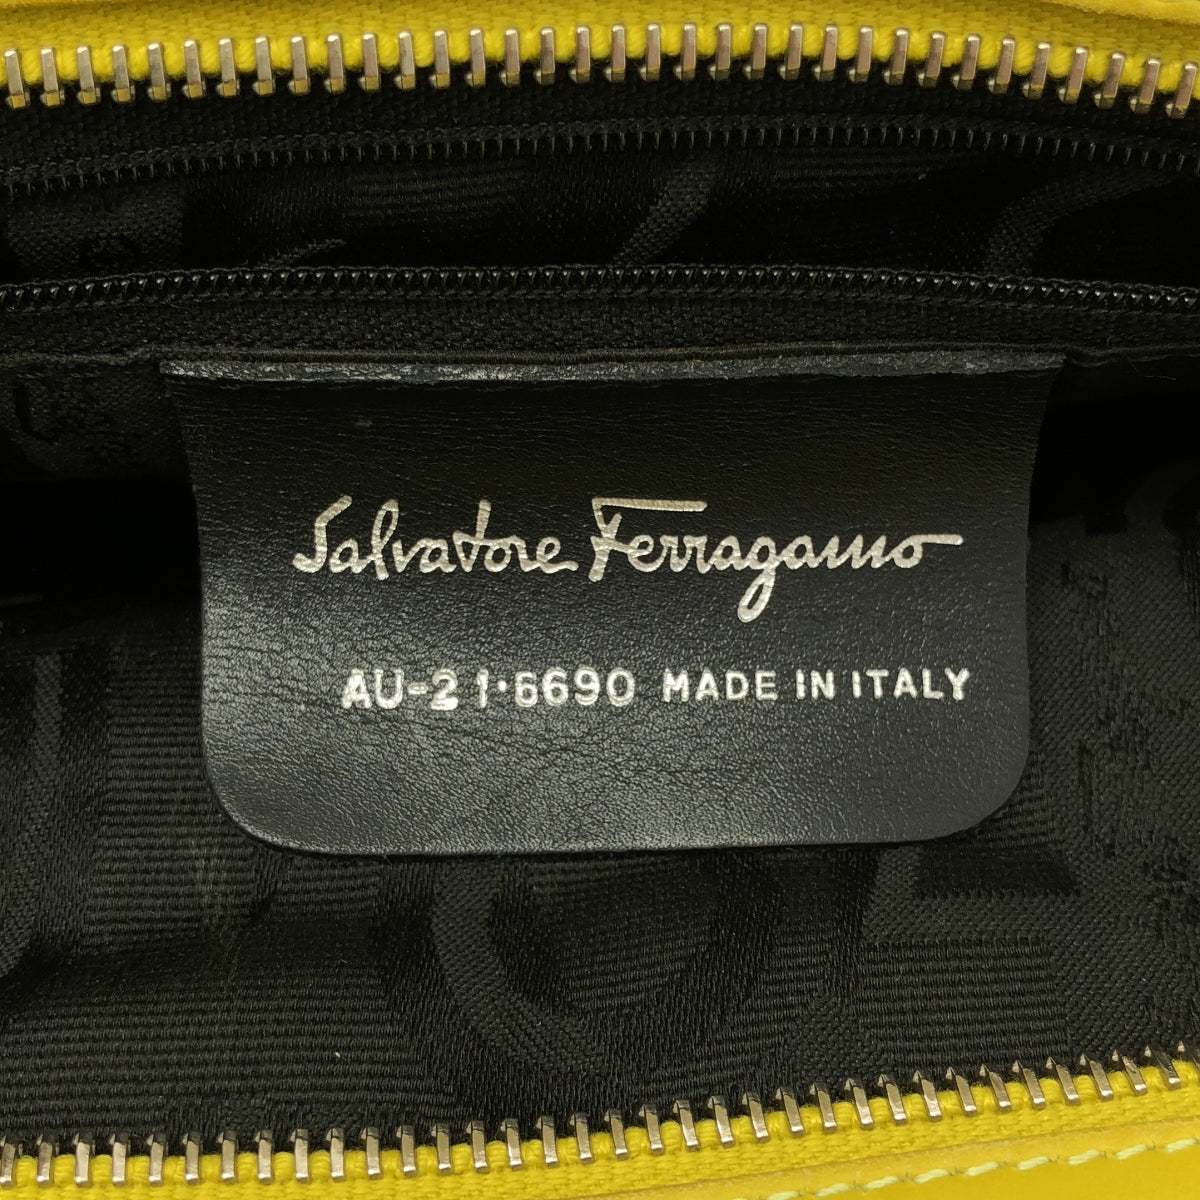 Salvatore Ferragamo
AU-21·6690 MADE IN ITALY